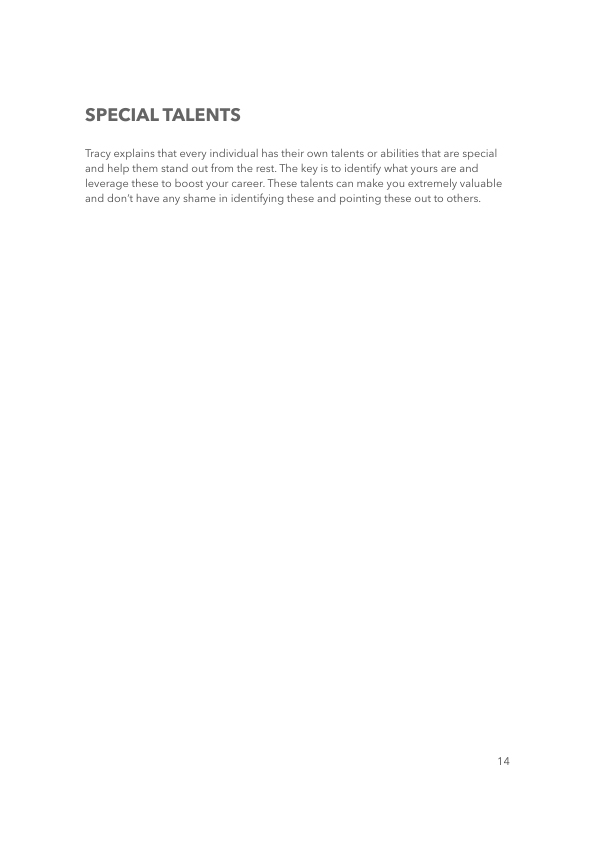 SPECIAL TALENTS
Tracy explains that every individual has their own talents or abilities that are special
and help them stand out from the rest. The key is to identify what yours are and
leverage these to boost your career. These talents can make you extremely valuable
and don't have any shame in identifying these and pointing these out to others.
14